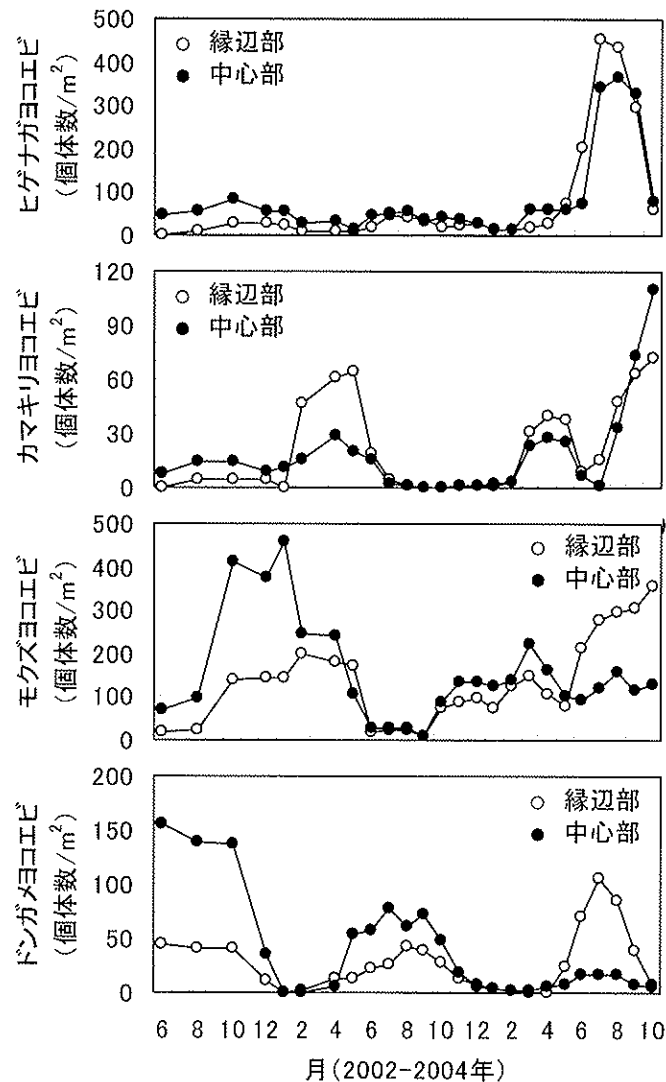 ヒゲナガヨコエビ
(個体数/m²)
500
400
300
200
100
0
○ 縁辺部
● 中心部
カマキリヨコエビ
(個体数/m²)
120
90
60
30
0
○ 縁辺部
● 中心部
モクズヨコエビ
(個体数/m²)
500
400
300
200
100
0
○ 縁辺部
● 中心部
ドンガメヨコエビ
(個体数/m²)
200
150
100
50
0
○ 縁辺部
● 中心部
6 8 10 12 2 4 6 8 10 12 2 4 6 8 10
月(2002-2004年)